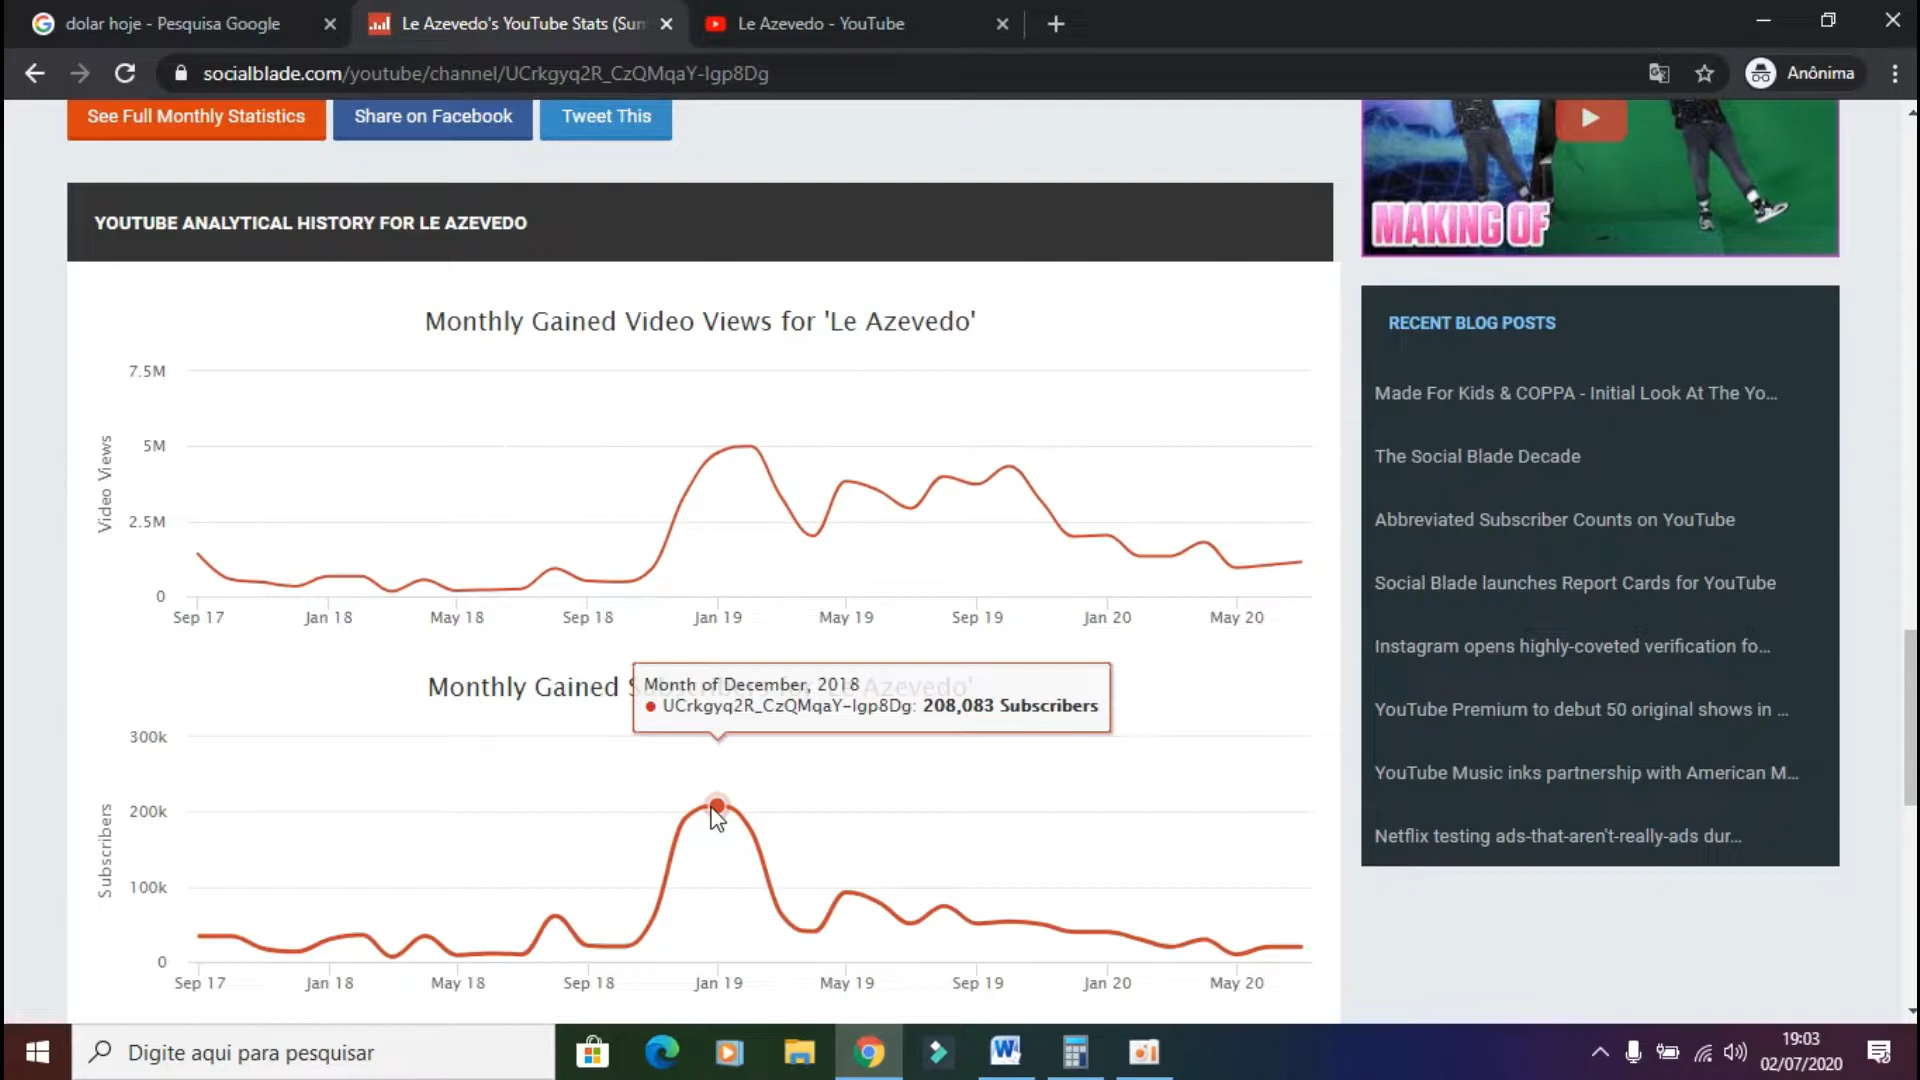 dolar hoje - Pesquisa Google
Le Azevedo's YouTube Stats (Sum
Le Azevedo - YouTube
socialblade.com/youtube/channel/UCrkgyq2R_CzQMqaY-Igp8Dg
Anônima
See Full Monthly Statistics
Share on Facebook
Tweet This
MAKING OF
YOUTUBE ANALYTICAL HISTORY FOR LE AZEVEDO
Monthly Gained Video Views for 'Le Azevedo'
Video Views
7.5M
5M
2.5M
0
Sep 17
Jan 18
May 18
Sep 18
Jan 19
May 19
Sep 19
Jan 20
May 20
Monthly Gained Subscribers for 'Le Azevedo'
Month of December, 2018
UCrkgyq2R_CzQMqaY-Igp8Dg: 208,083 Subscribers
Subscribers
300k
200k
100k
0
Sep 17
Jan 18
May 18
Sep 18
Jan 19
May 19
Sep 19
Jan 20
May 20
RECENT BLOG POSTS
Made For Kids & COPPA - Initial Look At The Yo...
The Social Blade Decade
Abbreviated Subscriber Counts on YouTube
Social Blade launches Report Cards for YouTube
Instagram opens highly-coveted verification fo...
YouTube Premium to debut 50 original shows in ...
YouTube Music inks partnership with American M...
Netflix testing ads-that-aren't-really-ads dur...
Digite aqui para pesquisar
19:03
02/07/2020